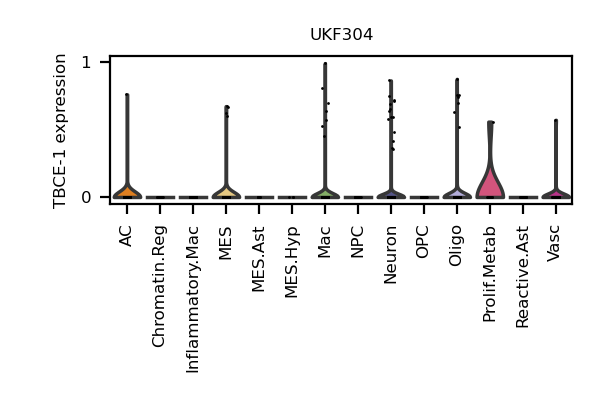 UKF304
TBCE-1 expression
1
0
AC
Chromatin.Reg
Inflammatory.Mac
MES
MES.Ast
MES.Hyp
Mac
NPC
Neuron
OPC
Oligo
Prolif.Metab
Reactive.Ast
Vasc